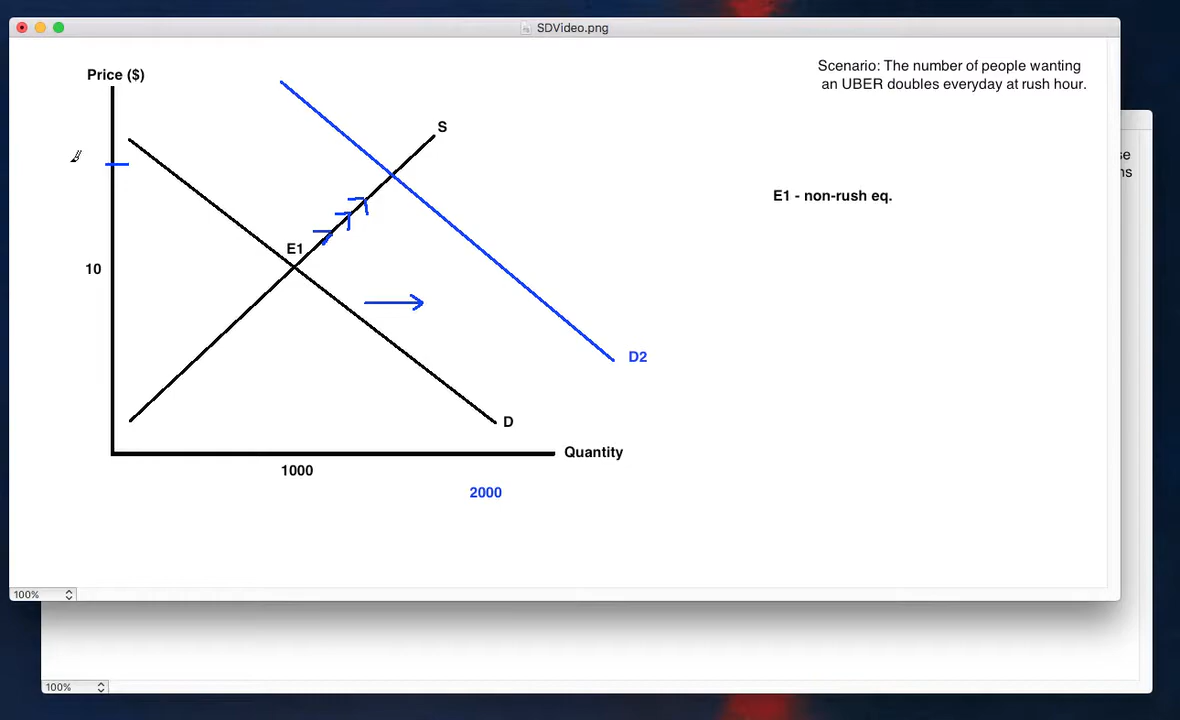 SDVideo.png
Scenario: The number of people wanting
an UBER doubles everyday at rush hour.
Price ($)
S
E1 - non-rush eq.
E1
10
D2
D
Quantity
1000
2000
100%
100%